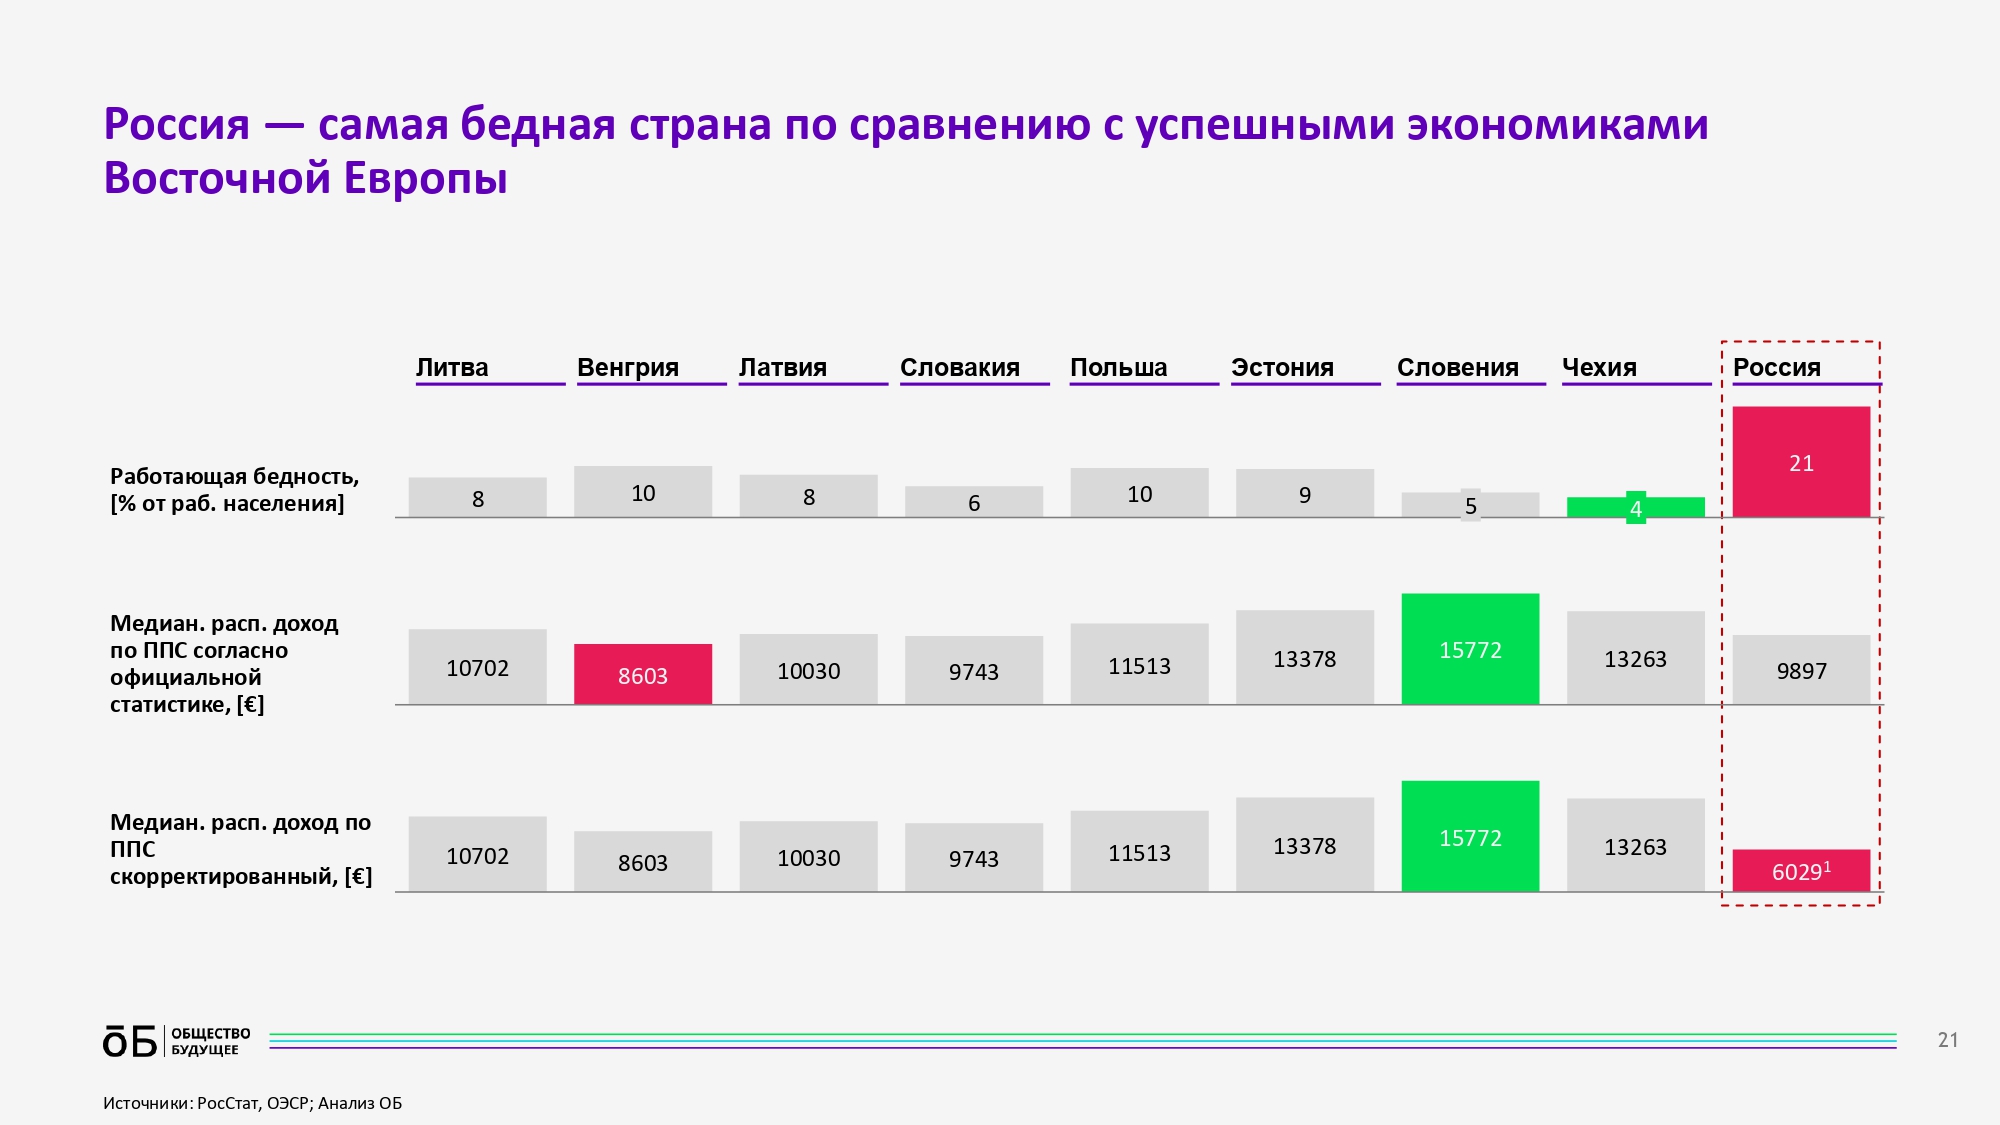 Россия — самая бедная страна по сравнению с успешными экономиками
Восточной Европы
Литва Венгрия Латвия Словакия Польша Эстония Словения Чехия Россия
Работающая бедность,
[% от раб. населения]
8 10 8 6 10 9 5 4 21
Медиан. расп. доход
по ППС согласно
официальной
статистике, [€]
10702 8603 10030 9743 11513 13378 15772 13263 9897
Медиан. расп. доход по
ППС
скорректированный, [€]
10702 8603 10030 9743 11513 13378 15772 13263 6029¹
ōБ ОБЩЕСТВО
БУДУЩЕЕ
21
Источники: РосСтат, ОЭСР; Анализ ОБ